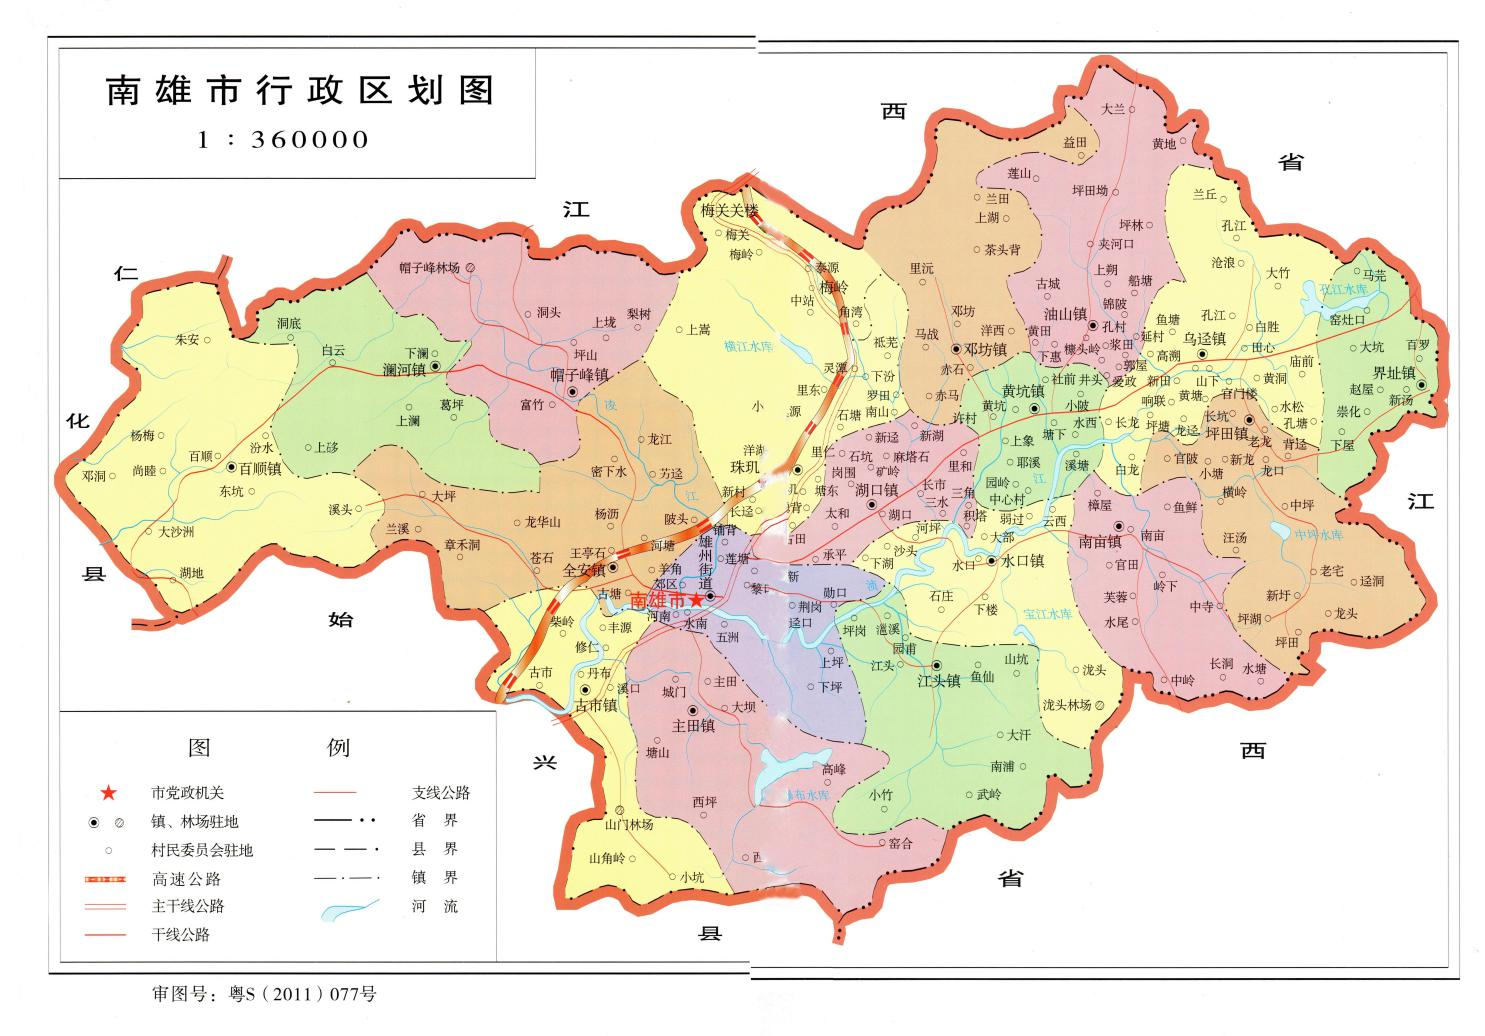 南雄市行政区划图
1：360000
西
省
江
仁
化
县
始
兴
县
省
西
江
大兰
益田
黄地
莲山
坪田坳
兰丘
兰田
上湖
坪林
孔江
茶头背
夹河口
梅关关楼
梅关
梅岭
泰源
梅岭
中站
角湾
里沅
上朔
船塘
沧浪
大竹
马芫
孔江水库
窑灶口
古城
锦陂
油山镇
孔村
鱼塘
孔江
白胜
帽子峰林场
洞头
上垅
梨树
坪山
帽子峰镇
富竹
上嵩
横江水库
祗芫
马战
邓坊
洋西
邓坊镇
黄田
下惠
槺头岭
浆田
延村
高溯
乌迳镇
田心
庙前
大坑
百罗
界址镇
洞底
朱安
白云
下澜
澜河镇
葛坪
上澜
上矽
灵潭
下汾
赤石
郭屋
社前
井头
爱政
新田
山下
官门楼
黄洞
赵屋
新汤
崇化
下屋
里东
罗田
南山
石塘
赤马
许村
黄坑镇
黄坑
小陂
水西
塘下
上象
响联
黄塘
长坑
坪田镇
水松
孔塘
背迳
老龙
长龙
坪塘
龙迳
小
源
洋湖
珠玑
里仁
新迳
新湖
石坑
麻塔石
岗围
矿岭
里和
湖口镇
湖口
长市
三水
三角
积塔
塘东
太和
耶溪
园岭
中心村
溪塘
江
白龙
官陂
小塘
新龙
龙口
横岭
中坪
中坪水库
杨梅
邓洞
尚睦
百顺
汾水
百顺镇
东坑
大沙洲
湖地
溪头
兰溪
大坪
章禾洞
龙华山
苍石
凌
龙江
密下水
芳迳
江
杨沥
陂头
王亭石
河塘
全安镇
羊角
郊区
古塘
新村
长迳
铺背
莲塘
雄州街道
南雄市
河南
水南
五洲
承平
下湖
沙头
河坪
弱过
大部
水口
水口镇
云西
樟屋
鱼鲜
南亩镇
南亩
官田
岭下
芙蓉
水尾
中寺
汪汤
老宅
迳洞
新圩
坪湖
龙头
坪田
长洞
水塘
中岭
新
勋口
荆岗
迳口
浈
坪岗
邕溪
园甫
石庄
下楼
宝江水库
柴岭
丰源
修仁
古市
丹布
溪口
古市镇
上坪
下坪
江头
江头镇
鱼仙
山坑
泷头
泷头林场
大汗
南浦
武岭
小竹
主田
城门
大坝
主田镇
塘山
西坪
高峰
布水库
窑合
山门林场
山角岭
小坑
图 例
市党政机关
镇、林场驻地
村民委员会驻地
高速公路
主干线公路
干线公路
支线公路
省 界
县 界
镇 界
河 流
审图号：粤S（2011）077号